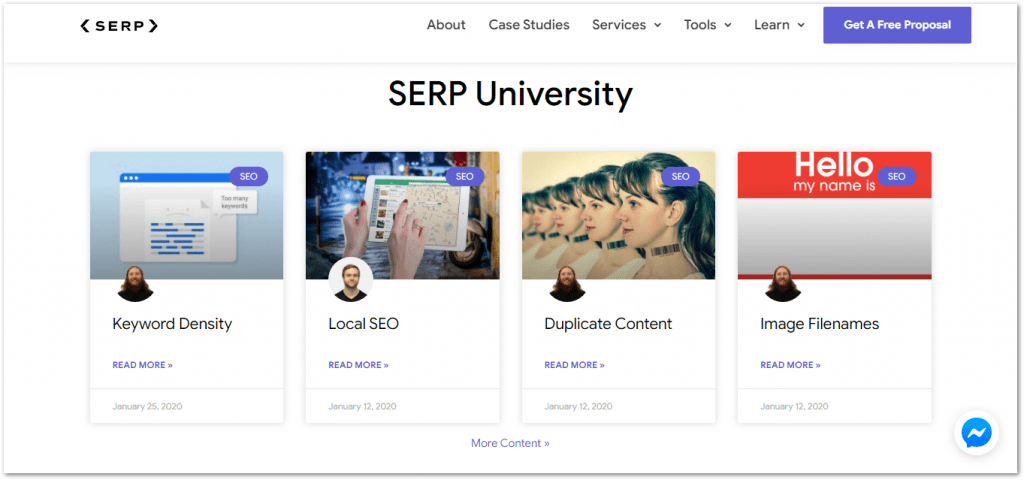 SERP
About Case Studies Services Tools Learn Get A Free Proposal
SERP University
SEO
Too many
keywords
Keyword Density
READ MORE »
January 25, 2020
SEO
Local SEO
READ MORE »
January 12, 2020
SEO
Duplicate Content
READ MORE »
January 12, 2020
Hello
my name is
SEO
Image Filenames
READ MORE »
January 12, 2020
More Content »